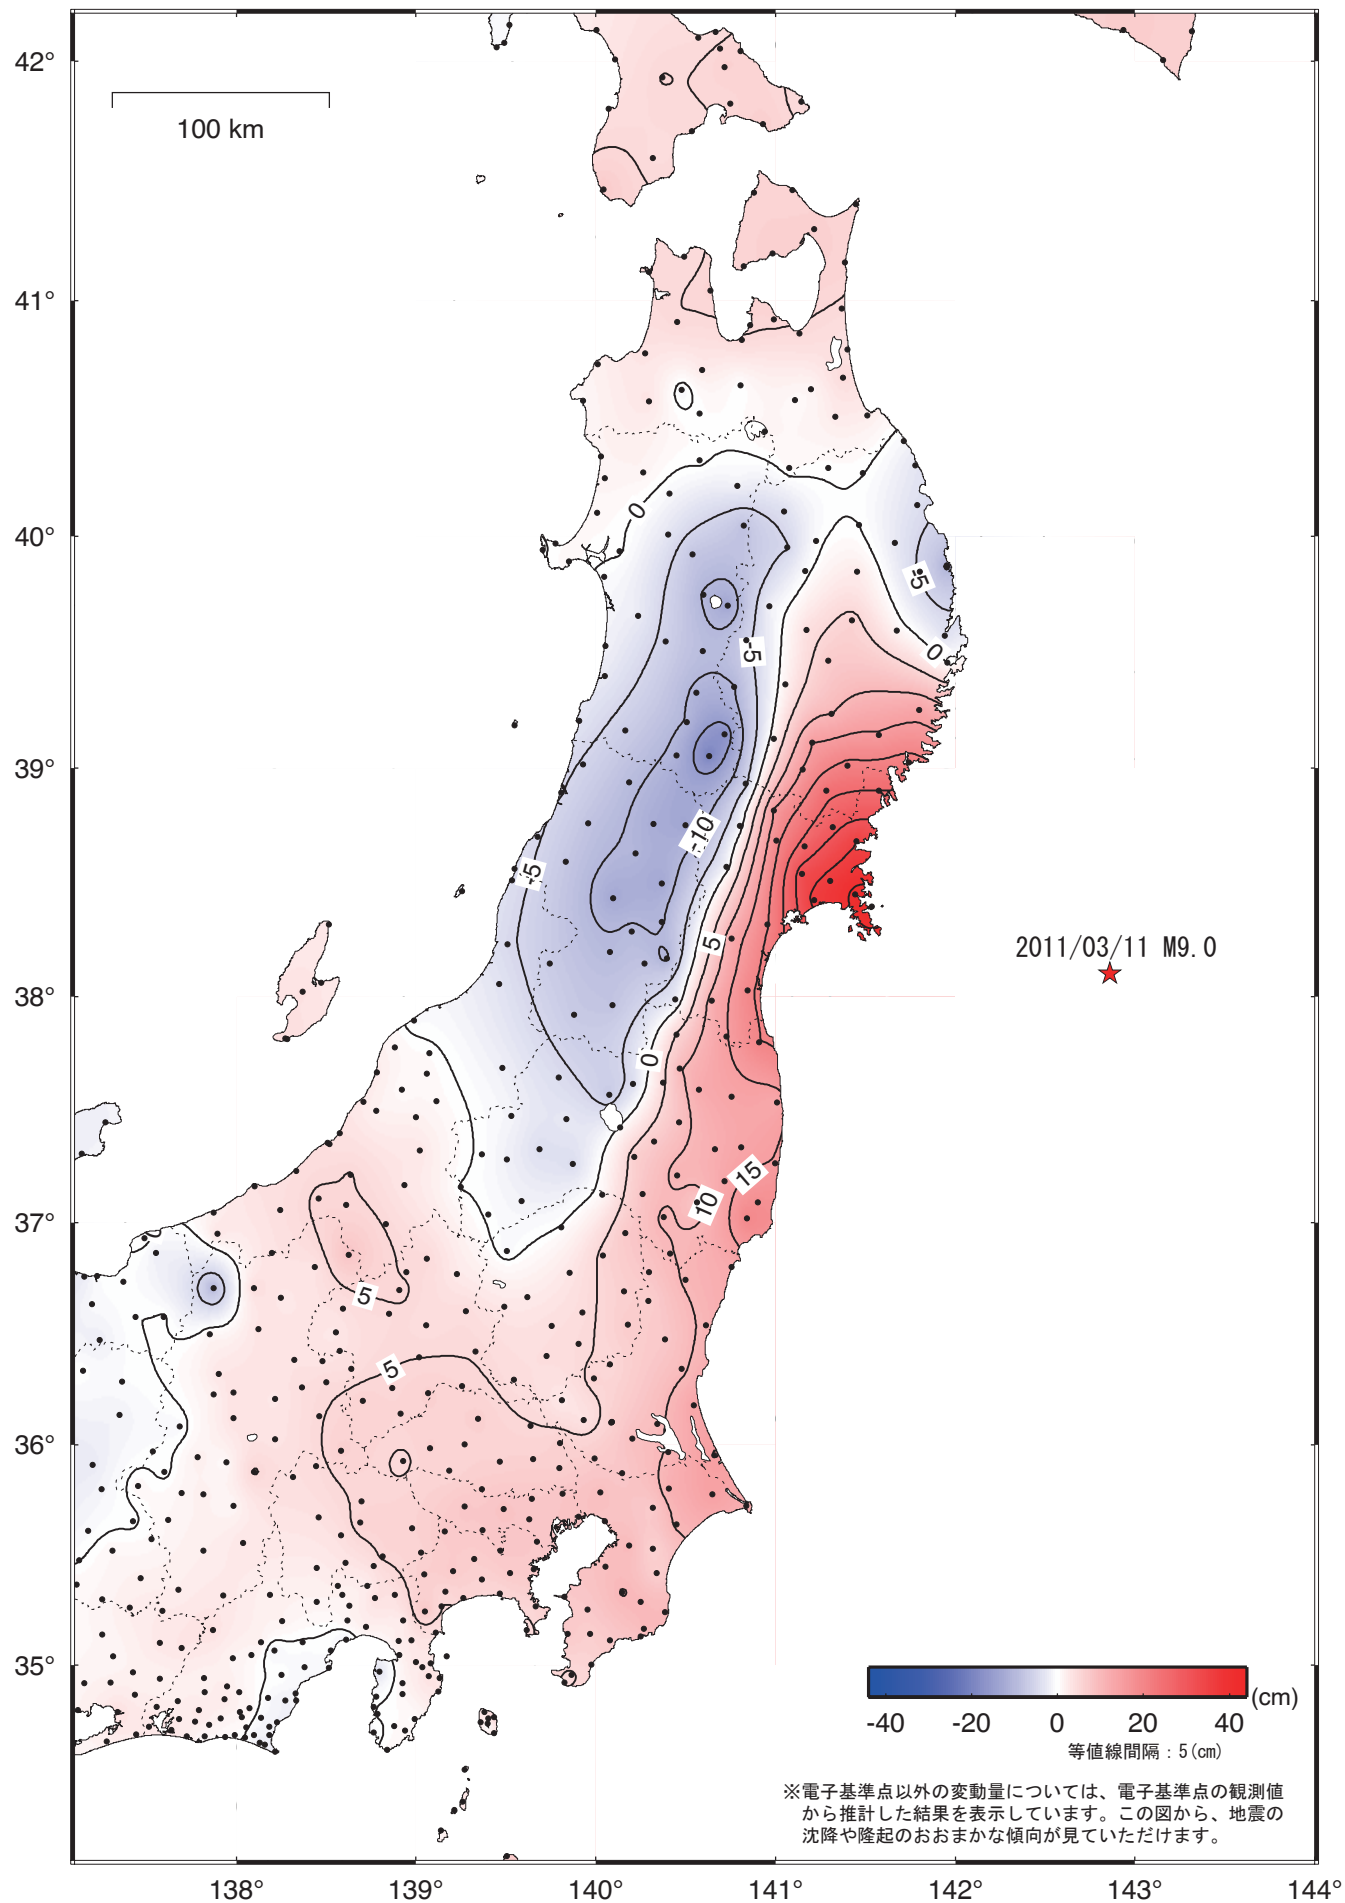 42°
100 km
41°
0
40°
-5
-5
0
39°
-10
-5
5
2011/03/11 M9.0
38°
0
15
10
37°
5
5
36°
35°
(cm)
-40 -20 0 20 40
等値線間隔：5(cm)
※電子基準点以外の変動量については、電子基準点の観測値
から推計した結果を表示しています。この図から、地震の
沈降や隆起のおおまかな傾向が見ていただけます。
138° 139° 140° 141° 142° 143° 144°